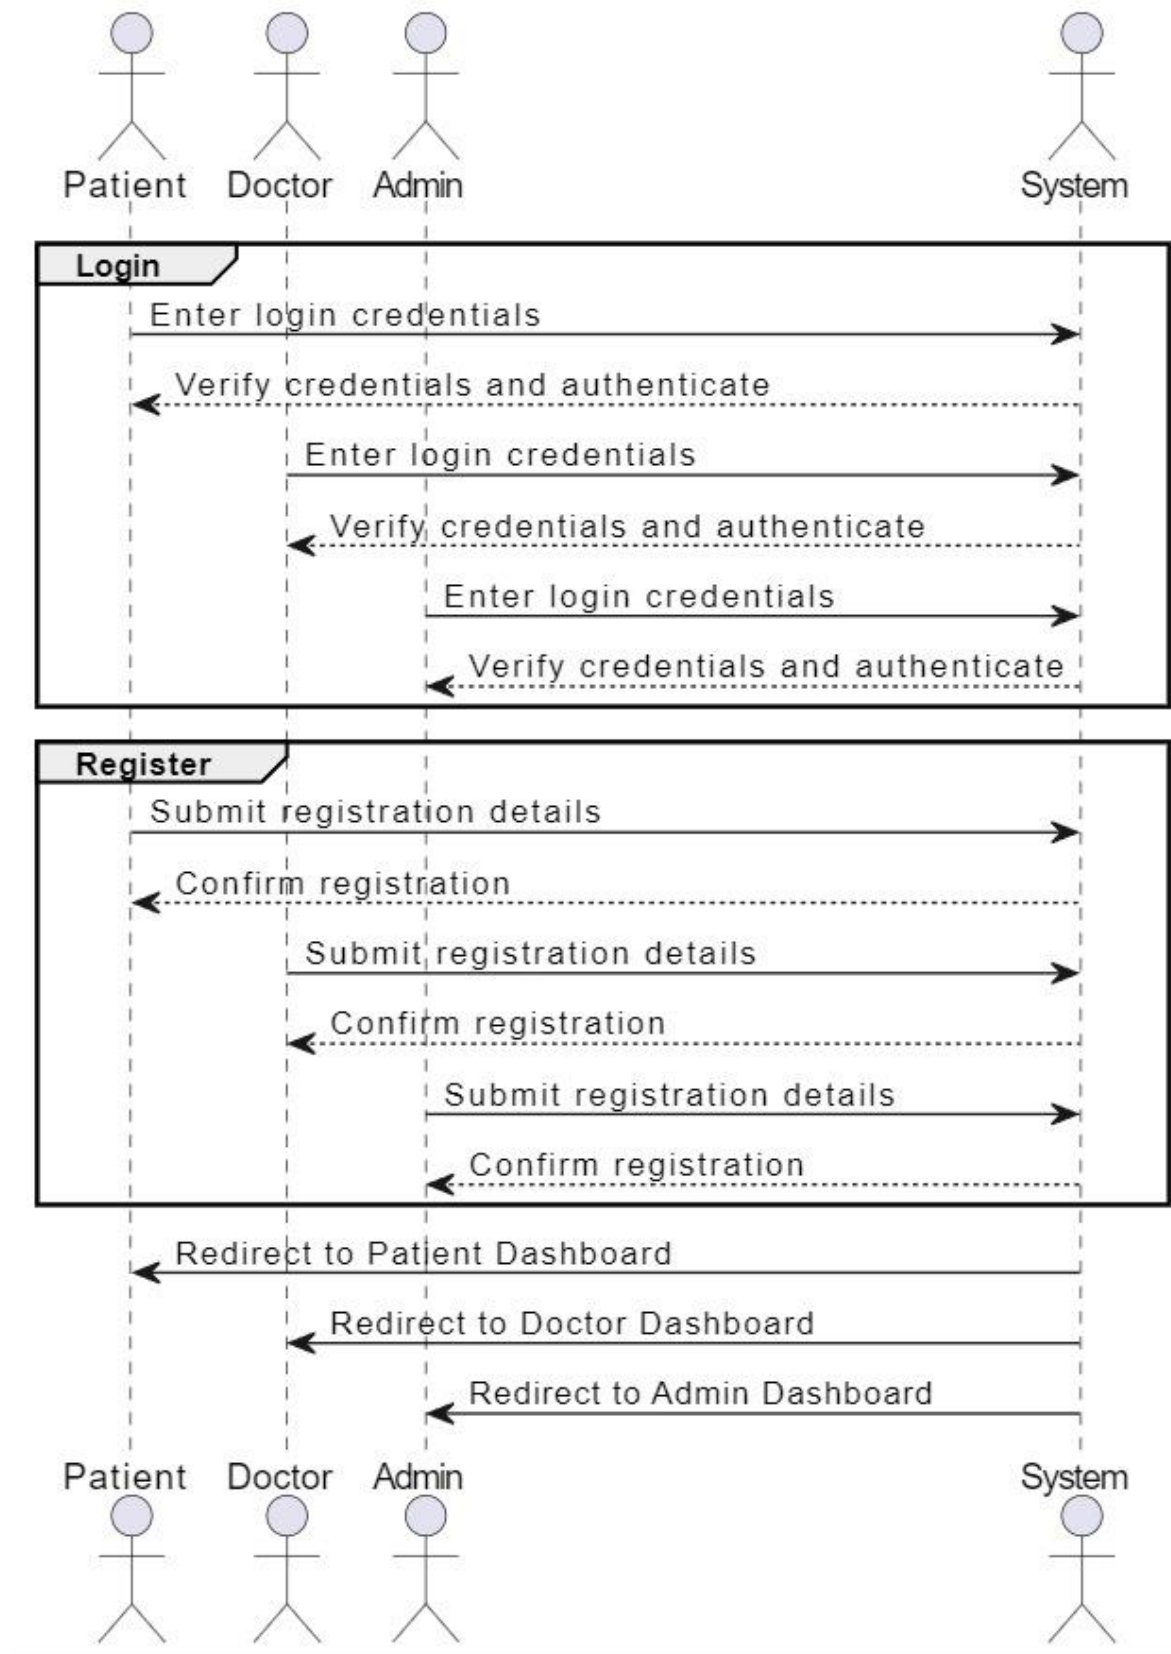 Patient Doctor Admin System
Login
Enter login credentials
Verify credentials and authenticate
Enter login credentials
Verify credentials and authenticate
Enter login credentials
Verify credentials and authenticate
Register
Submit registration details
Confirm registration
Submit registration details
Confirm registration
Submit registration details
Confirm registration
Redirect to Patient Dashboard
Redirect to Doctor Dashboard
Redirect to Admin Dashboard
Patient Doctor Admin System